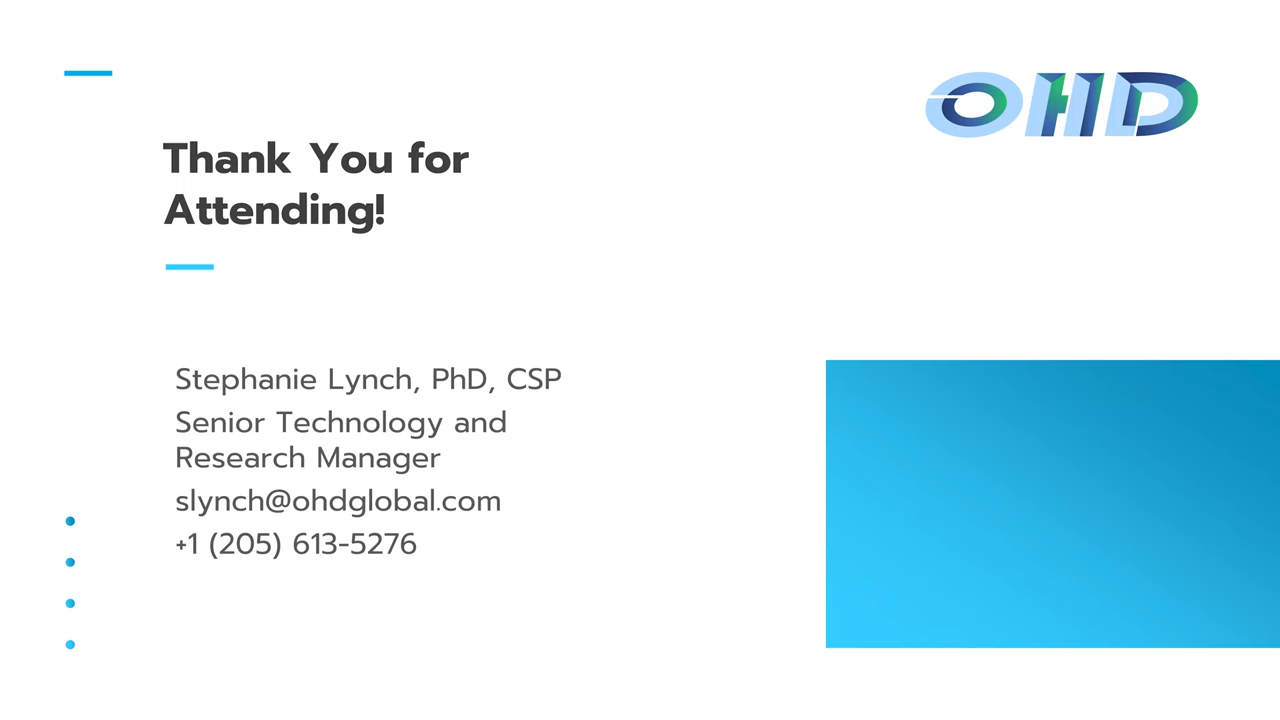 OHD
Thank You for
Attending!
Stephanie Lynch, PhD, CSP
Senior Technology and
Research Manager
slynch@ohdglobal.com
+1 (205) 613-5276